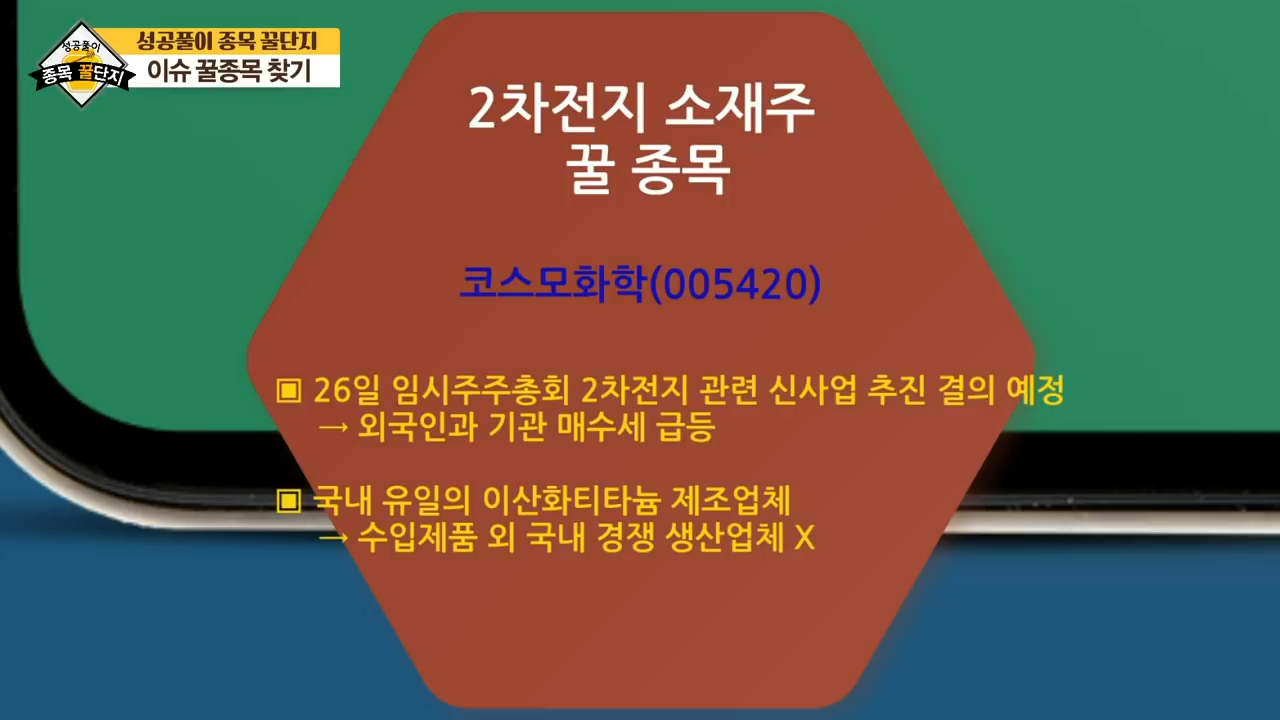 성공풀이
종목 꿀단지
성공풀이 종목 꿀단지
이슈 꿀종목 찾기
2차전지 소재주
꿀 종목
코스모화학(005420)
▣ 26일 임시주주총회 2차전지 관련 신사업 추진 결의 예정
→ 외국인과 기관 매수세 급등
▣ 국내 유일의 이산화티타늄 제조업체
→ 수입제품 외 국내 경쟁 생산업체 X